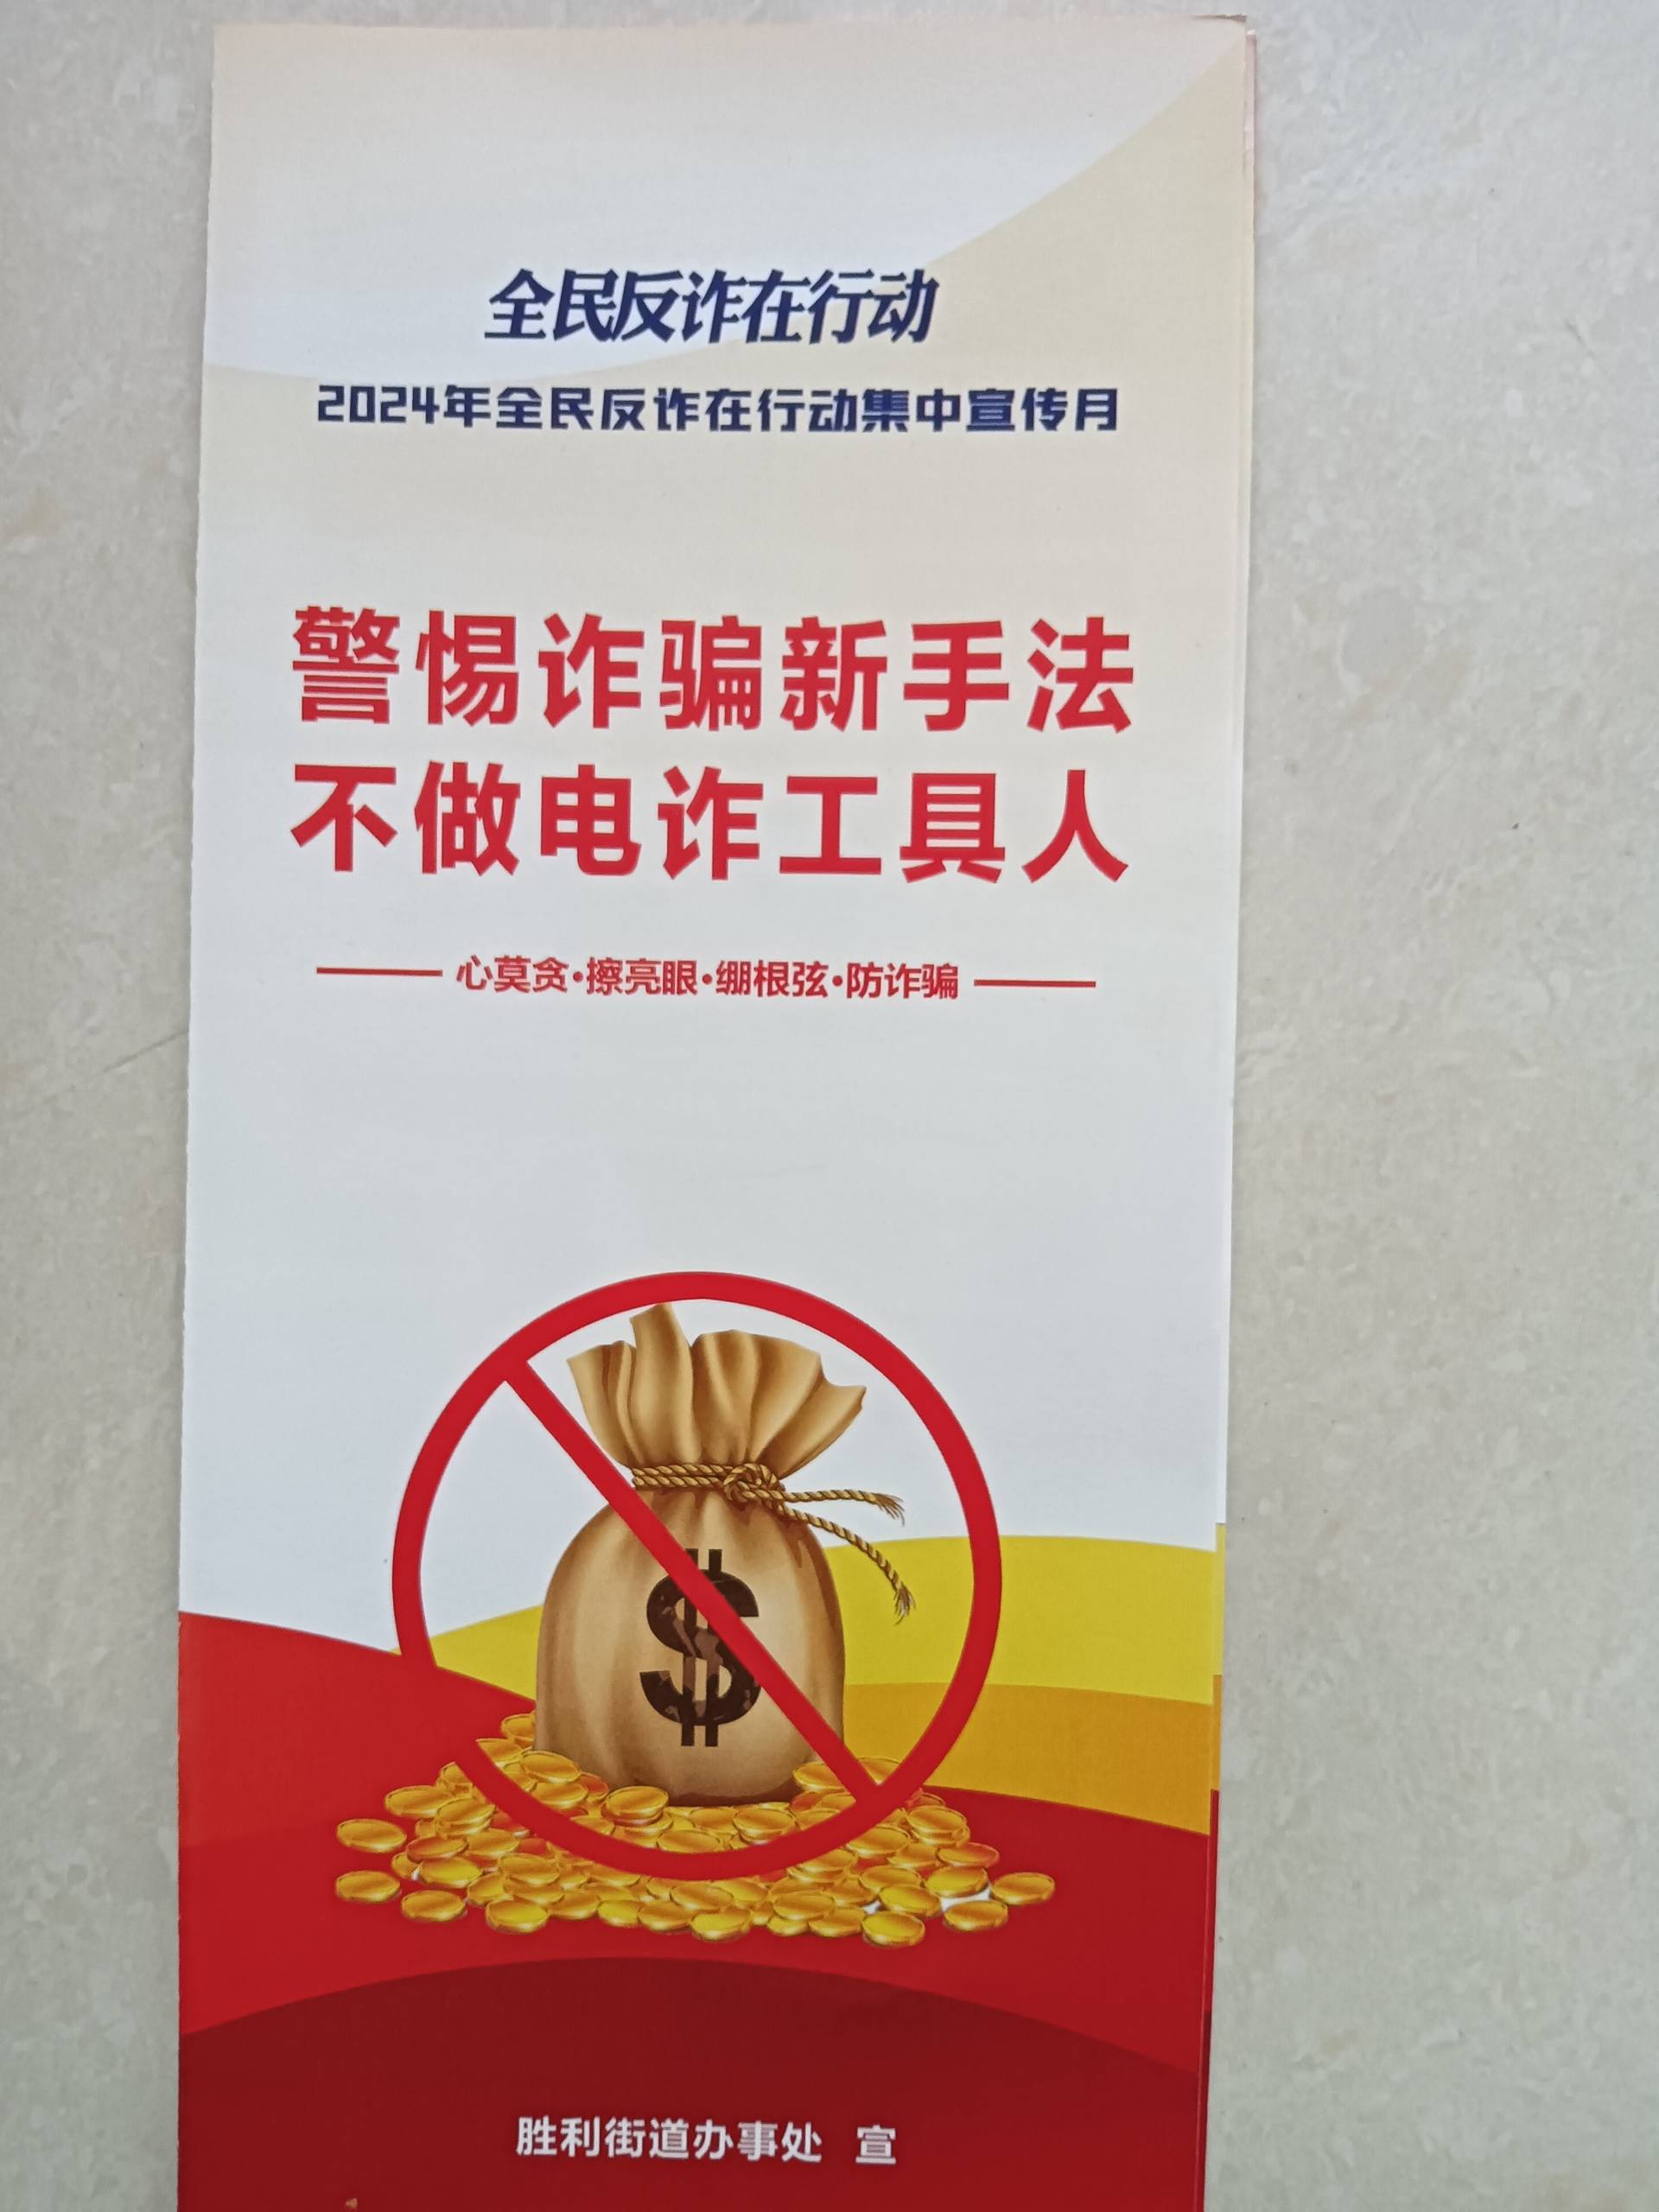 全民反诈在行动
2024年全民反诈在行动集中宣传月
警惕诈骗新手法
不做电诈工具人
心莫贪·擦亮眼·绷根弦·防诈骗
$
胜利街道办事处 宣